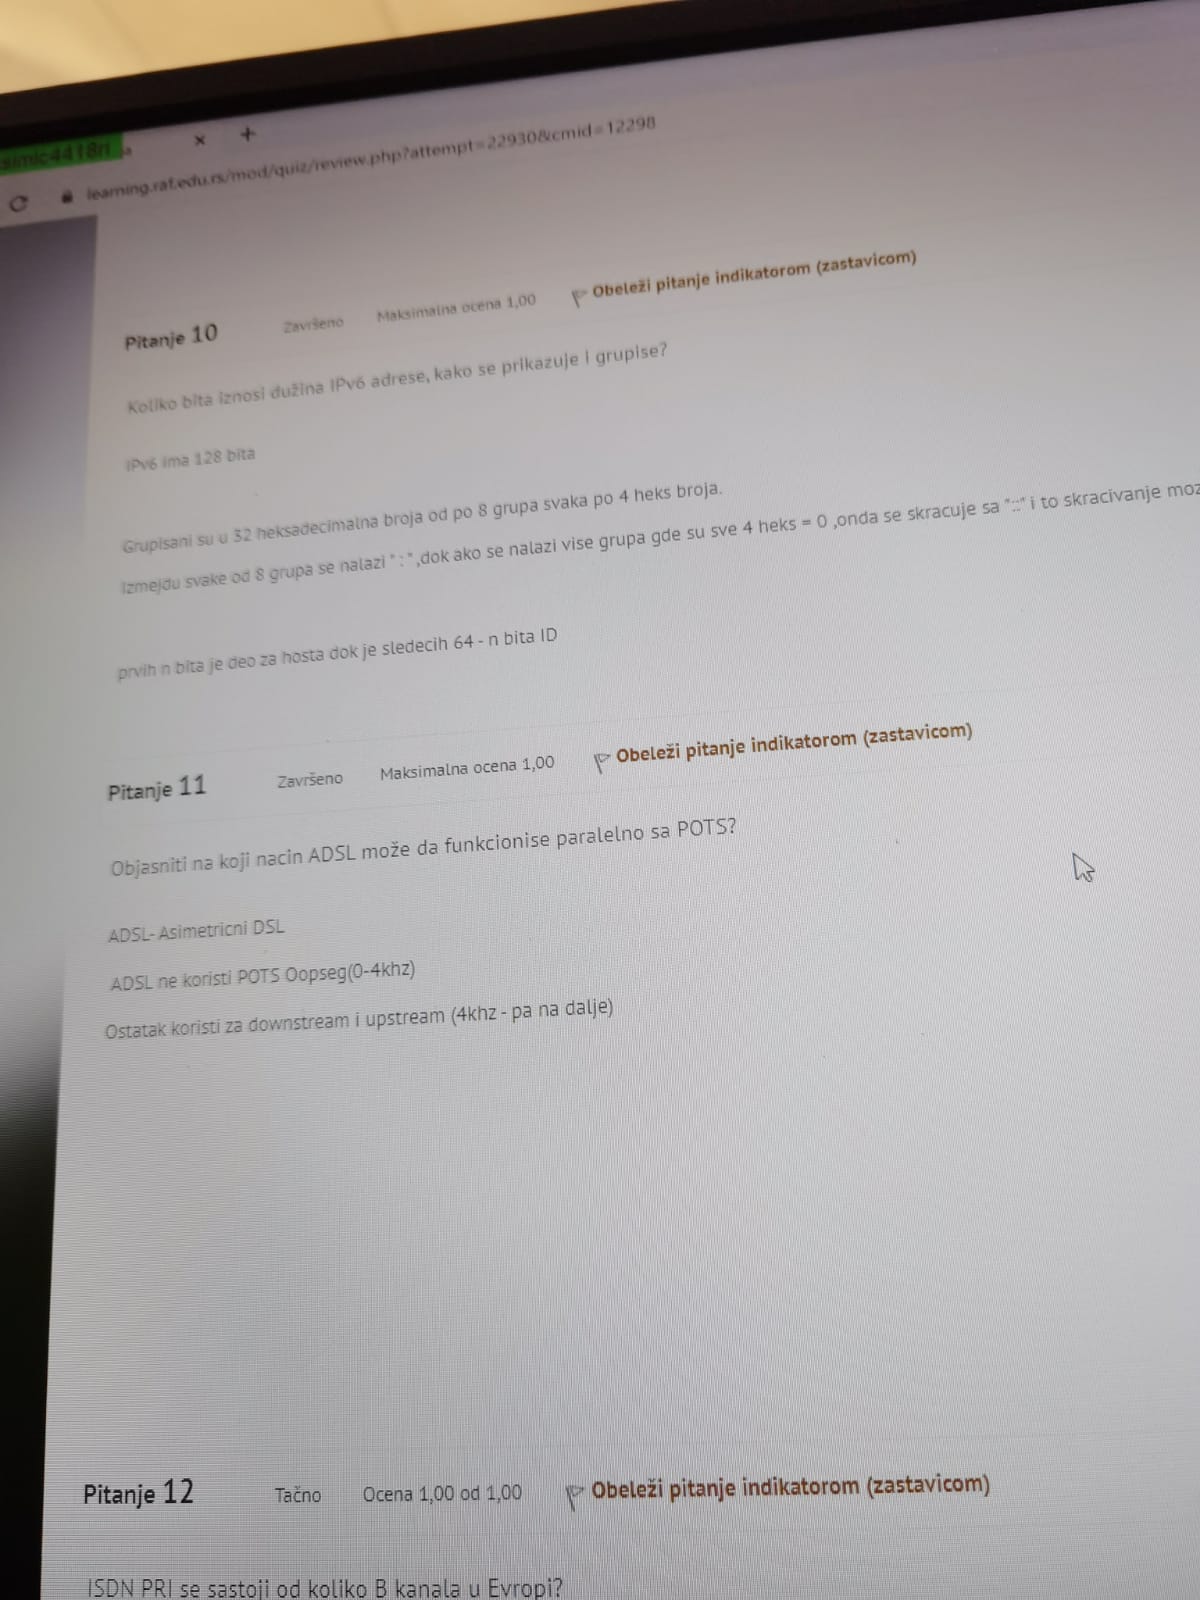 simic4418rn
learning.raf.edu.rs/mod/quiz/review.php?attempt=22930&cmid=12298
Pitanje 10 Završeno Maksimalna ocena 1,00 Obeleži pitanje indikatorom (zastavicom)
Koliko bita iznosi dužina IPv6 adrese, kako se prikazuje i grupise?
IPv6 ima 128 bita
Grupisani su u 32 heksadecimalna broja od po 8 grupa svaka po 4 heks broja.
Izmejdu svake od 8 grupa se nalazi " : " ,dok ako se nalazi vise grupa gde su sve 4 heks = 0 ,onda se skracuje sa "::" i to skracivanje moz
prvih n bita je deo za hosta dok je sledecih 64 - n bita ID
Pitanje 11 Završeno Maksimalna ocena 1,00 Obeleži pitanje indikatorom (zastavicom)
Objasniti na koji nacin ADSL može da funkcionise paralelno sa POTS?
ADSL- Asimetricni DSL
ADSL ne koristi POTS Oopseg(0-4khz)
Ostatak koristi za downstream i upstream (4khz - pa na dalje)
Pitanje 12 Tačno Ocena 1,00 od 1,00 Obeleži pitanje indikatorom (zastavicom)
ISDN PRI se sastoji od koliko B kanala u Evropi?